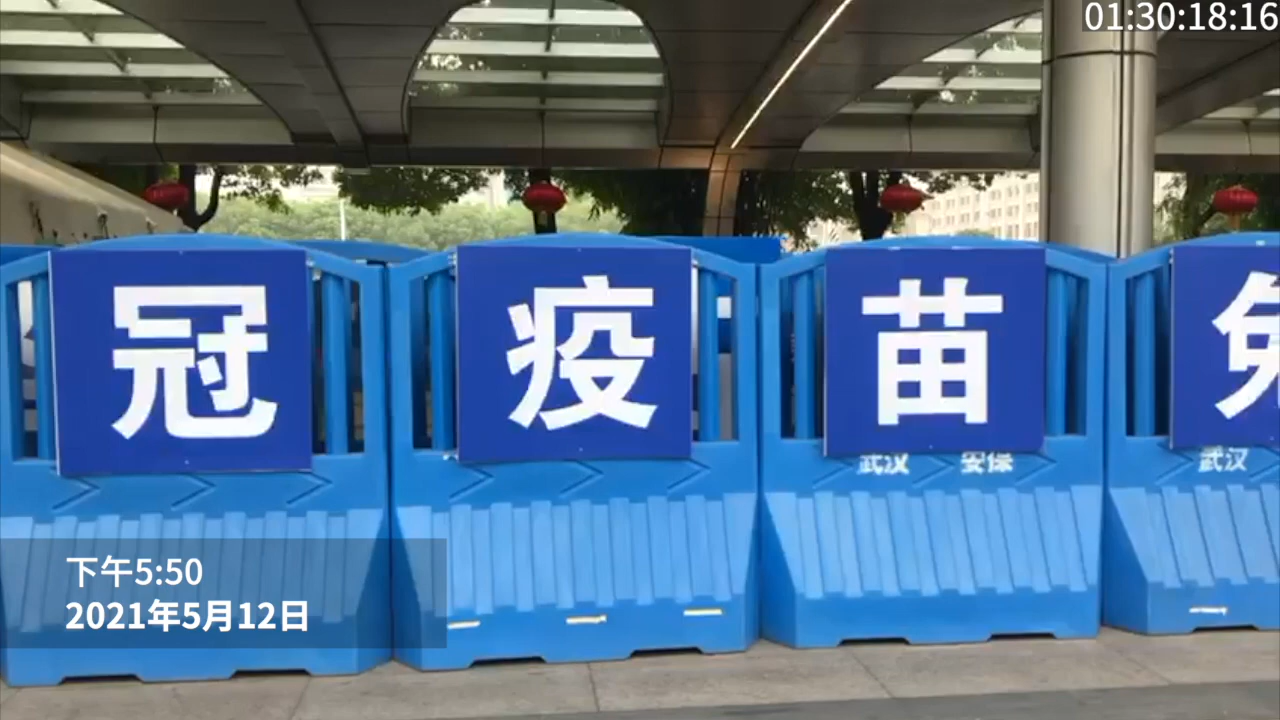 01:30:18:16
冠 疫 苗 免
武汉 安保 武汉
下午5:50
2021年5月12日